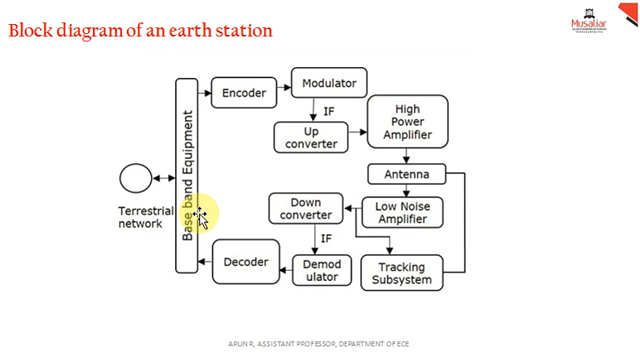 Block diagram of an earth station
Musaliar
Encoder
Modulator
IF
Up
converter
High
Power
Amplifier
Antenna
Low Noise
Amplifier
Tracking
Subsystem
Down
converter
IF
Demod
ulator
Decoder
Base band Equipment
Terrestrial
network
ARUN R, ASSISTANT PROFESSOR, DEPARTMENT OF ECE